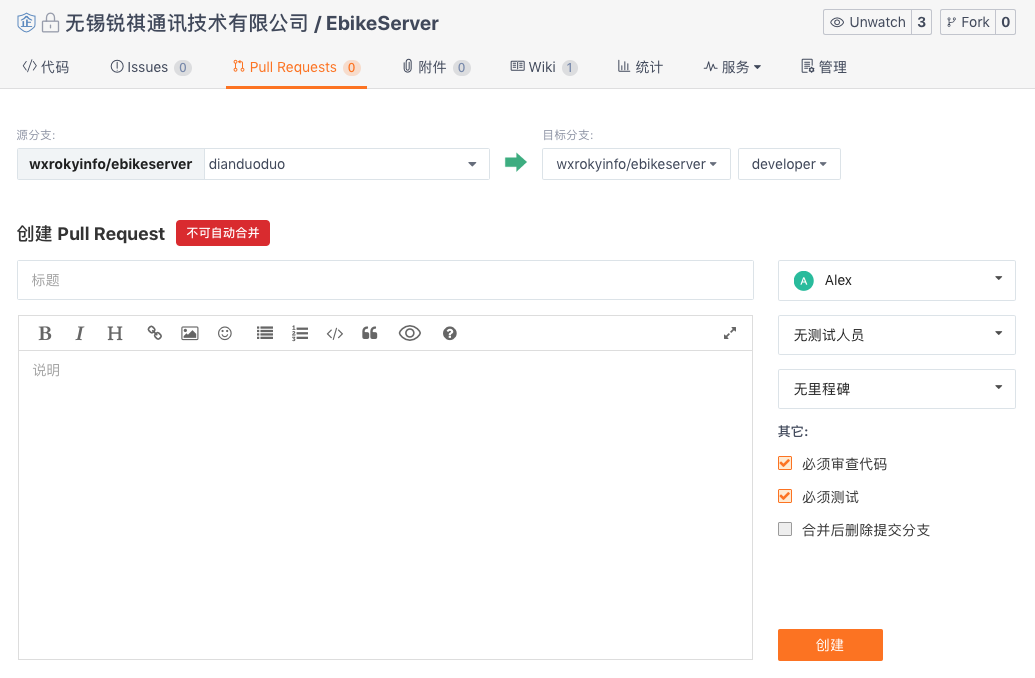 无锡锐祺通讯技术有限公司 / EbikeServer
Unwatch 3 Fork 0
代码 Issues 0 Pull Requests 0 附件 0 Wiki 1 统计 服务 管理
源分支: 目标分支:
wxrokyinfo/ebikeserver dianduoduo wxrokyinfo/ebikeserver developer
创建 Pull Request 不可自动合并
标题
A Alex
B I H
无测试人员
说明
无里程碑
其它:
必须审查代码
必须测试
合并后删除提交分支
创建